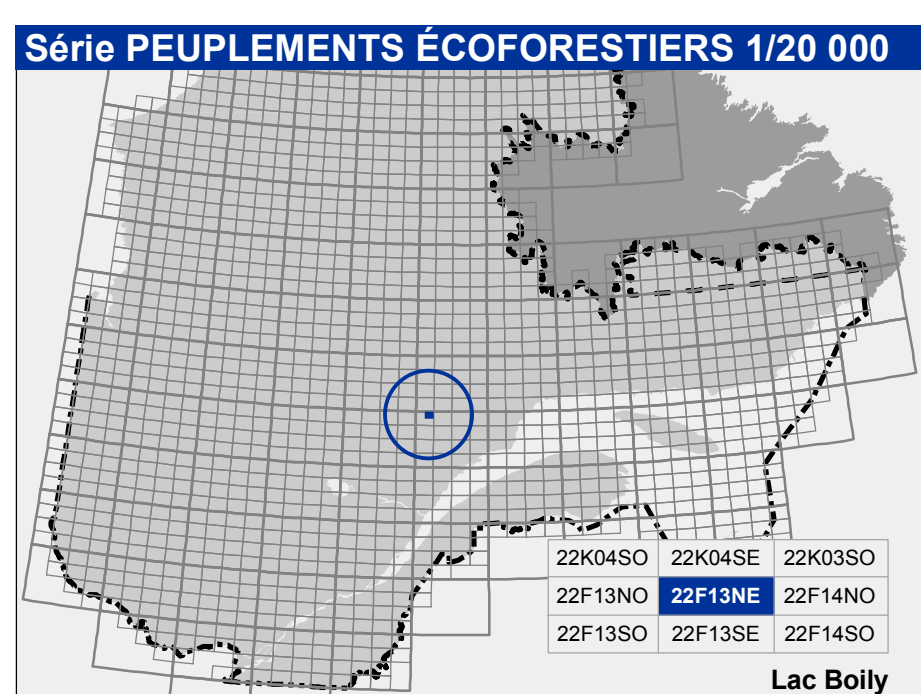 Série PEUPLEMENTS ÉCOFORESTIERS 1/20 000
22K04SO 22K04SE 22K03SO
22F13NO 22F13NE 22F14NO
22F13SO 22F13SE 22F14SO
Lac Boily